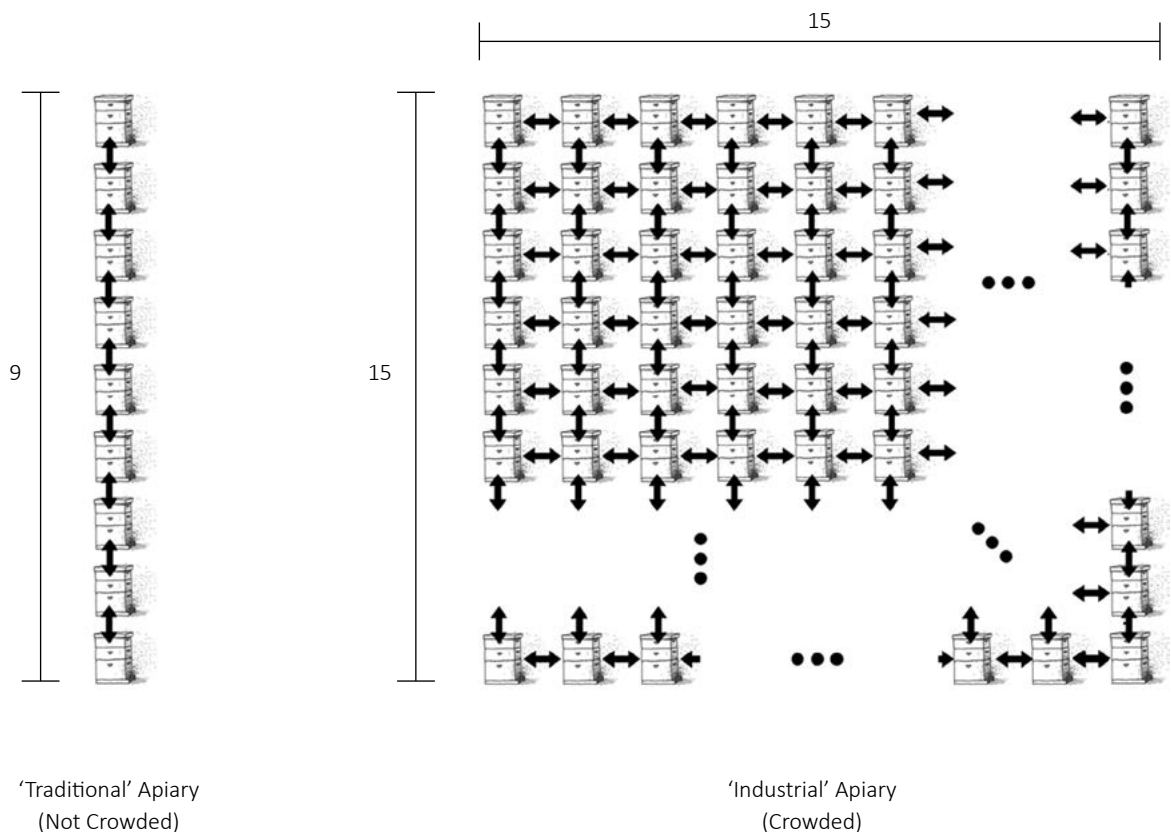 15
9
15
‘Traditional’ Apiary
(Not Crowded)
‘Industrial’ Apiary
(Crowded)